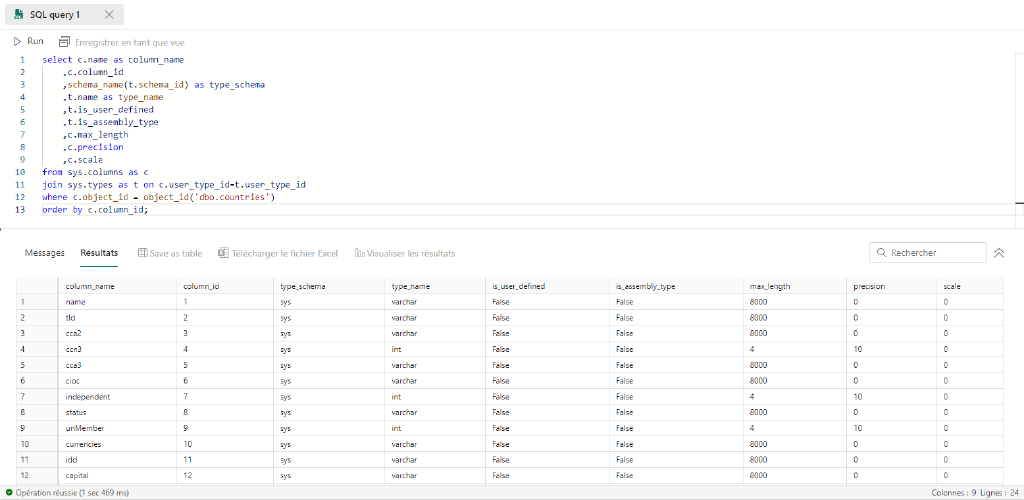 SQL query 1
Run Enregistrer en tant que vue
1 select c.name as column_name
2 ,c.column_id
3 ,schema_name(t.schema_id) as type_schema
4 ,t.name as type_name
5 ,t.is_user_defined
6 ,t.is_assembly_type
7 ,c.max_length
8 ,c.precision
9 ,c.scale
10 from sys.columns as c
11 join sys.types as t on c.user_type_id=t.user_type_id
12 where c.object_id = object_id('dbo.countries')
13 order by c.column_id;
Messages Résultats Save as table Télécharger le fichier Excel Visualiser les résultats Rechercher
column_name column_id type_schema type_name is_user_defined is_assembly_type max_length precision scale
1 name 1 sys varchar False False 8000 0 0
2 tld 2 sys varchar False False 8000 0 0
3 cca2 3 sys varchar False False 8000 0 0
4 ccn3 4 sys int False False 4 10 0
5 cca3 5 sys varchar False False 8000 0 0
6 cioc 6 sys varchar False False 8000 0 0
7 independent 7 sys int False False 4 10 0
8 status 8 sys varchar False False 8000 0 0
9 unMember 9 sys int False False 4 10 0
10 currencies 10 sys varchar False False 8000 0 0
11 idd 11 sys varchar False False 8000 0 0
12 capital 12 sys varchar False False 8000 0 0
Opération réussie (1 sec 469 ms) Colonnes : 9 Lignes : 24